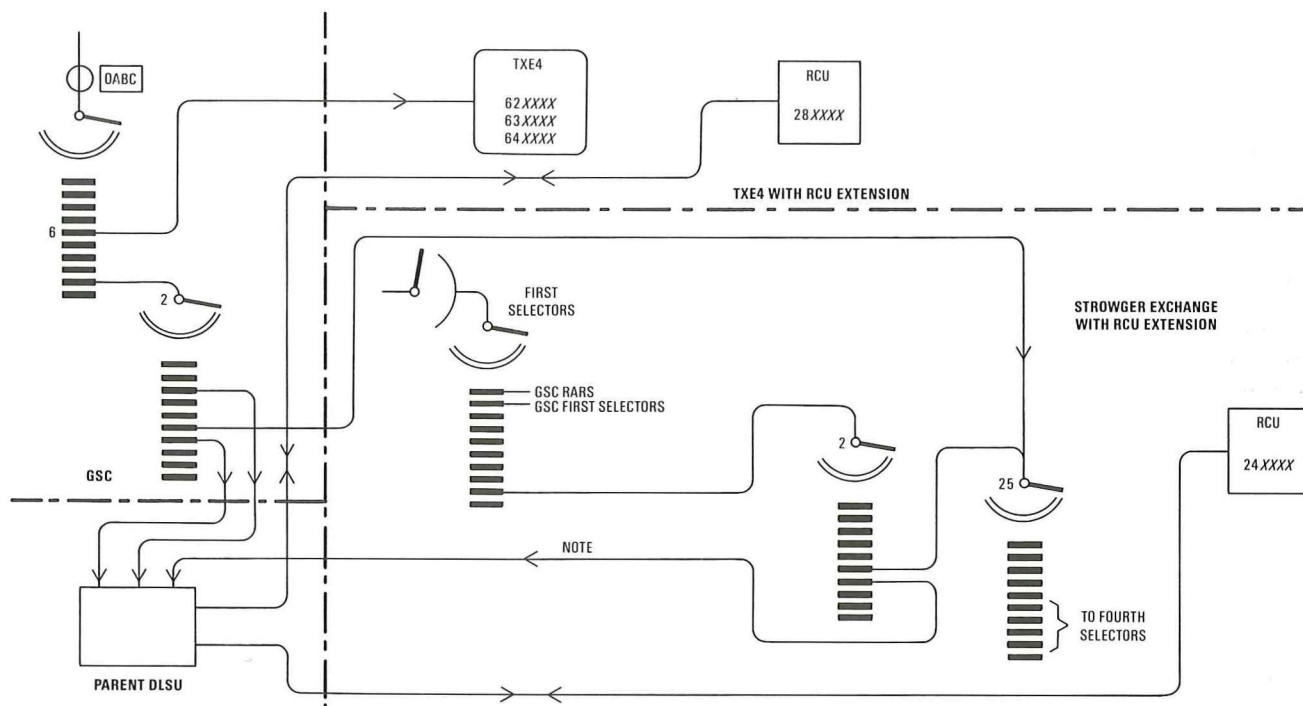 0ABC
TXE4
62XXXX
63XXXX
64XXXX
RCU
28XXXX
TXE4 WITH RCU EXTENSION
6
2
FIRST
SELECTORS
STROWGER EXCHANGE
WITH RCU EXTENSION
GSC RARS
GSC FIRST SELECTORS
2
RCU
24XXXX
GSC
25
NOTE
TO FOURTH
SELECTORS
PARENT DLSU